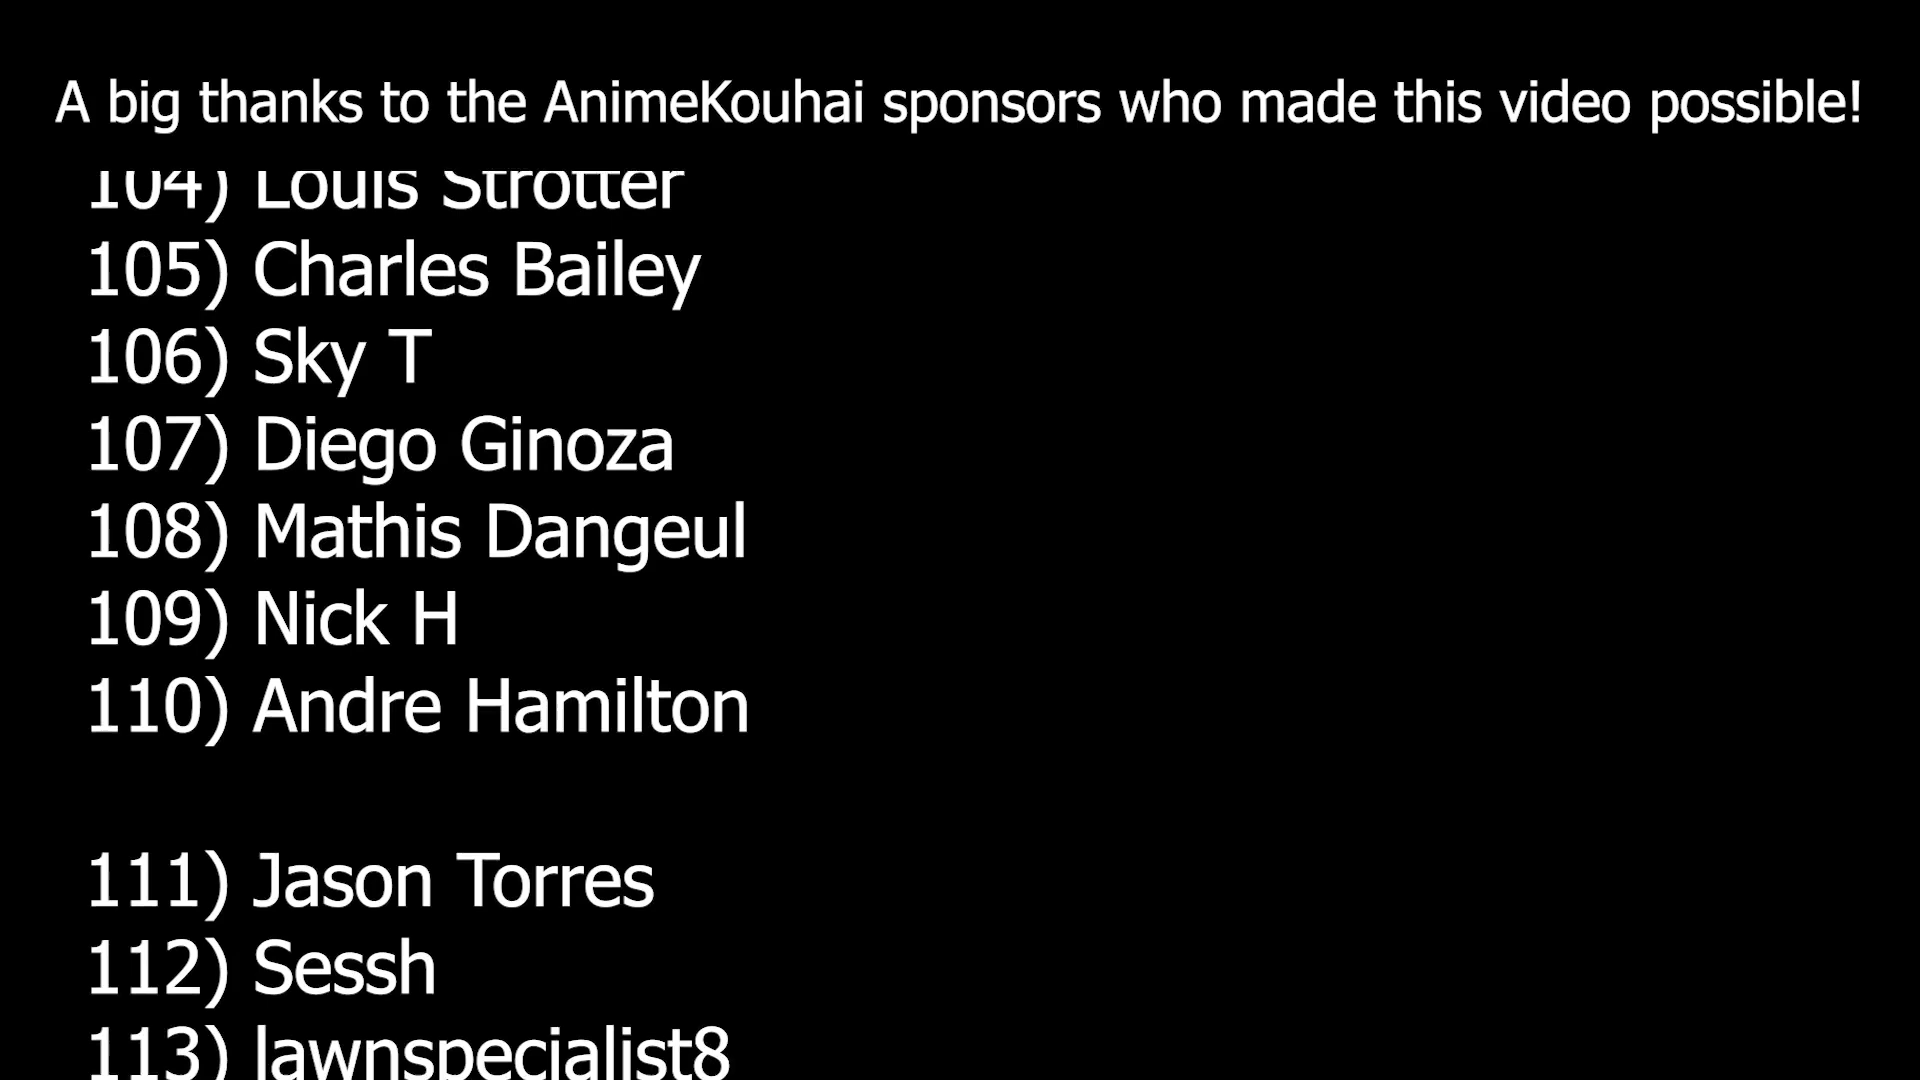 A big thanks to the AnimeKouhai sponsors who made this video possible!
104) Louis Strotter
105) Charles Bailey
106) Sky T
107) Diego Ginoza
108) Mathis Dangeul
109) Nick H
110) Andre Hamilton
111) Jason Torres
112) Sessh
113) lawnspecialist8